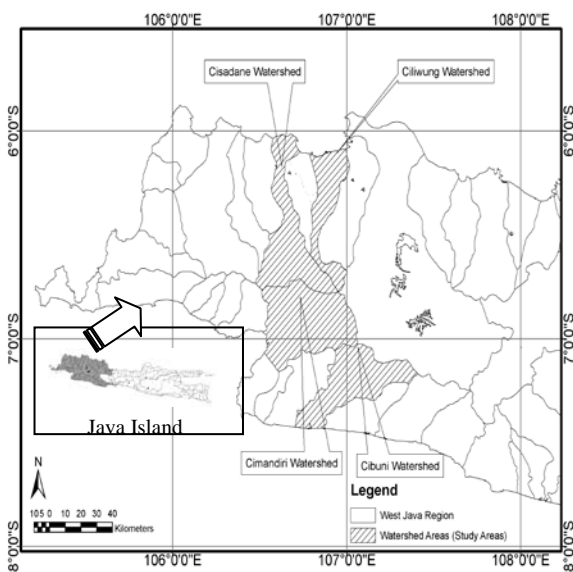 106°0'0"E 107°0'0"E 108°0'0"E
Cisadane Watershed
Ciliwung Watershed
6°0'0"S
6°0'0"S
7°0'0"S
7°0'0"S
Java Island
N
Cimandiri Watershed
Cibuni Watershed
Legend
West Java Region
Watershed Areas (Study Areas)
10 5 0 10 20 30 40
Kilometers
8°0'0"S
8°0'0"S
106°0'0"E 107°0'0"E 108°0'0"E